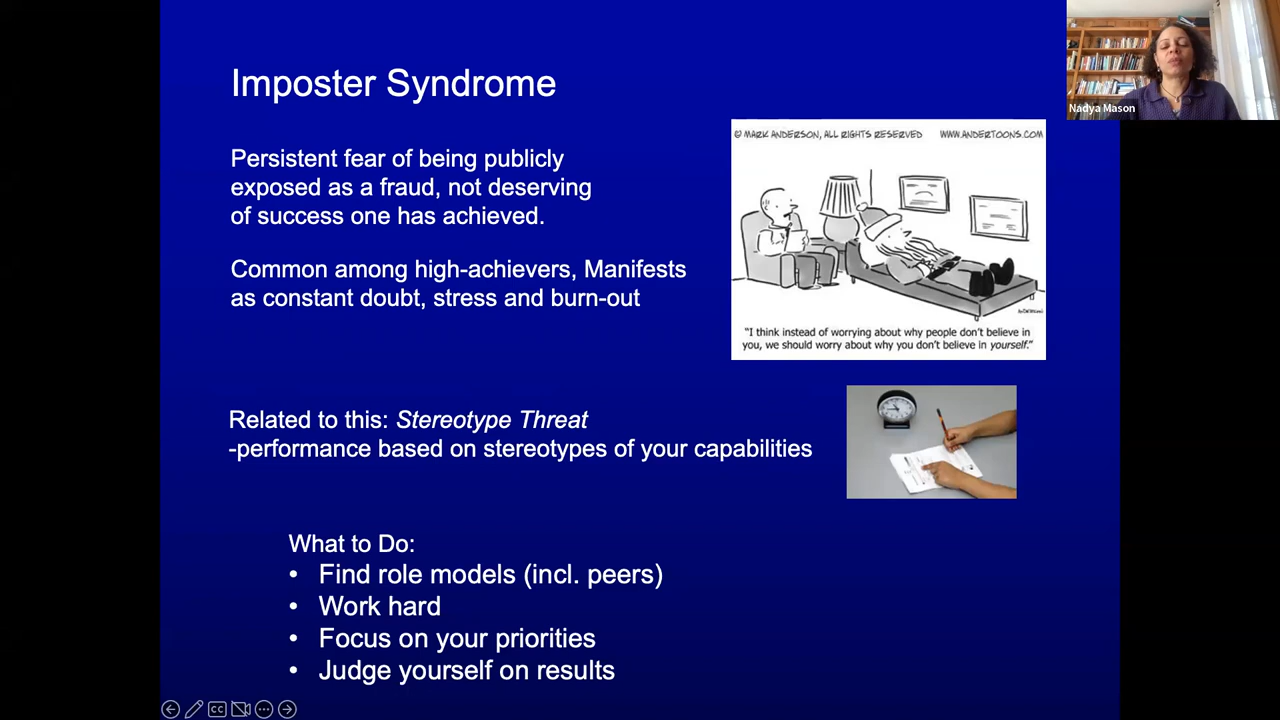 Imposter Syndrome
Persistent fear of being publicly
exposed as a fraud, not deserving
of success one has achieved.
Common among high-achievers, Manifests
as constant doubt, stress and burn-out
© MARK ANDERSON, ALL RIGHTS RESERVED WWW.ANDERTOONS.COM
"I think instead of worrying about why people don't believe in
you, we should worry about why you don't believe in yourself."
Related to this: Stereotype Threat
-performance based on stereotypes of your capabilities
What to Do:
• Find role models (incl. peers)
• Work hard
• Focus on your priorities
• Judge yourself on results
Nadya Mason
CC